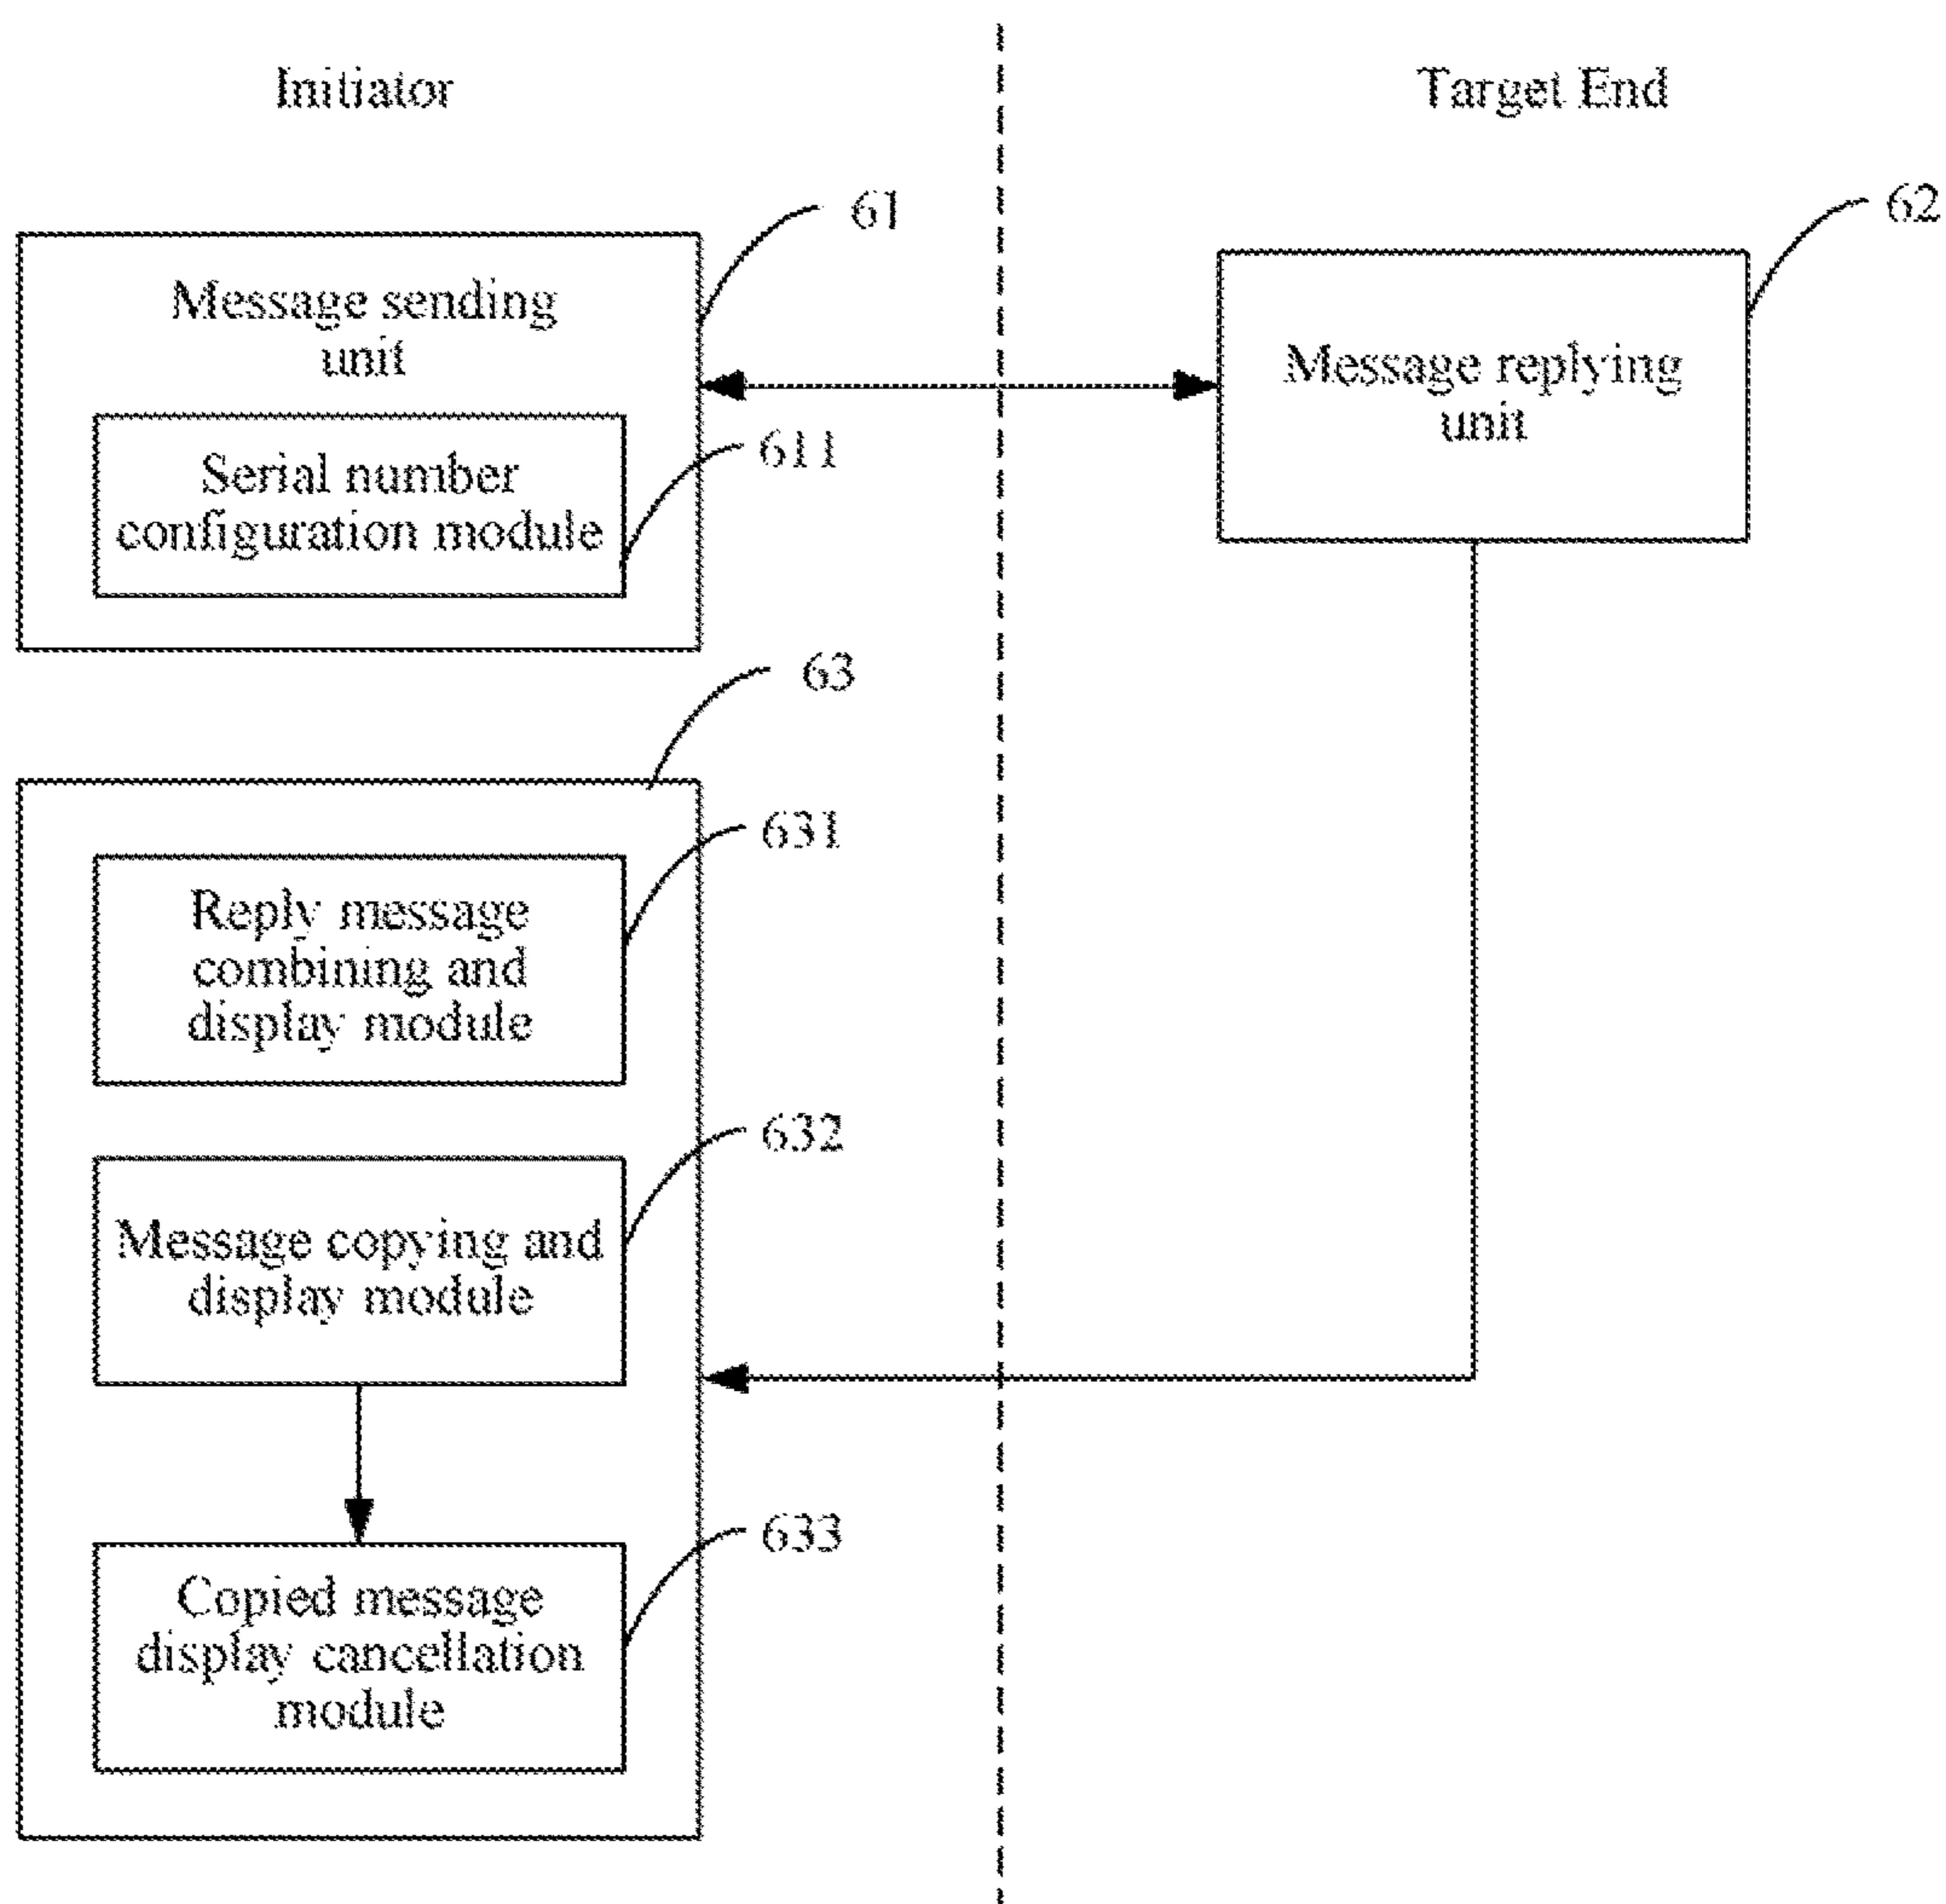 Initiator
Target End
61
62
Message sending
unit
Message replying
unit
611
Serial number
configuration module
63
631
Reply message
combining and
display module
632
Message copying and
display module
633
Copied message
display cancellation
module